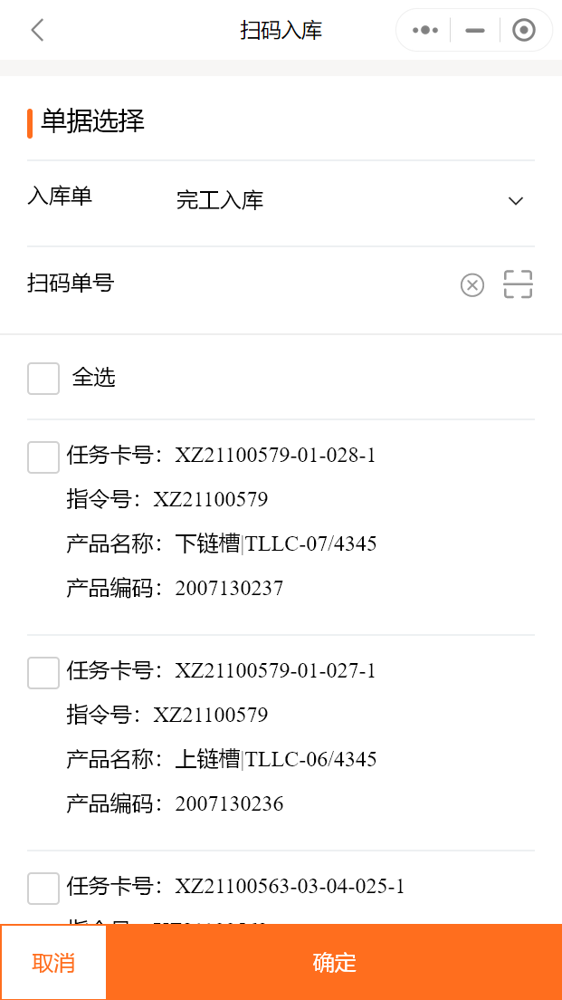 扫码入库
单据选择
入库单 完工入库
扫码单号
全选
任务卡号：XZ21100579-01-028-1
指令号：XZ21100579
产品名称：下链槽|TLLC-07/4345
产品编码：2007130237
任务卡号：XZ21100579-01-027-1
指令号：XZ21100579
产品名称：上链槽|TLLC-06/4345
产品编码：2007130236
任务卡号：XZ21100563-03-04-025-1
取消 确定